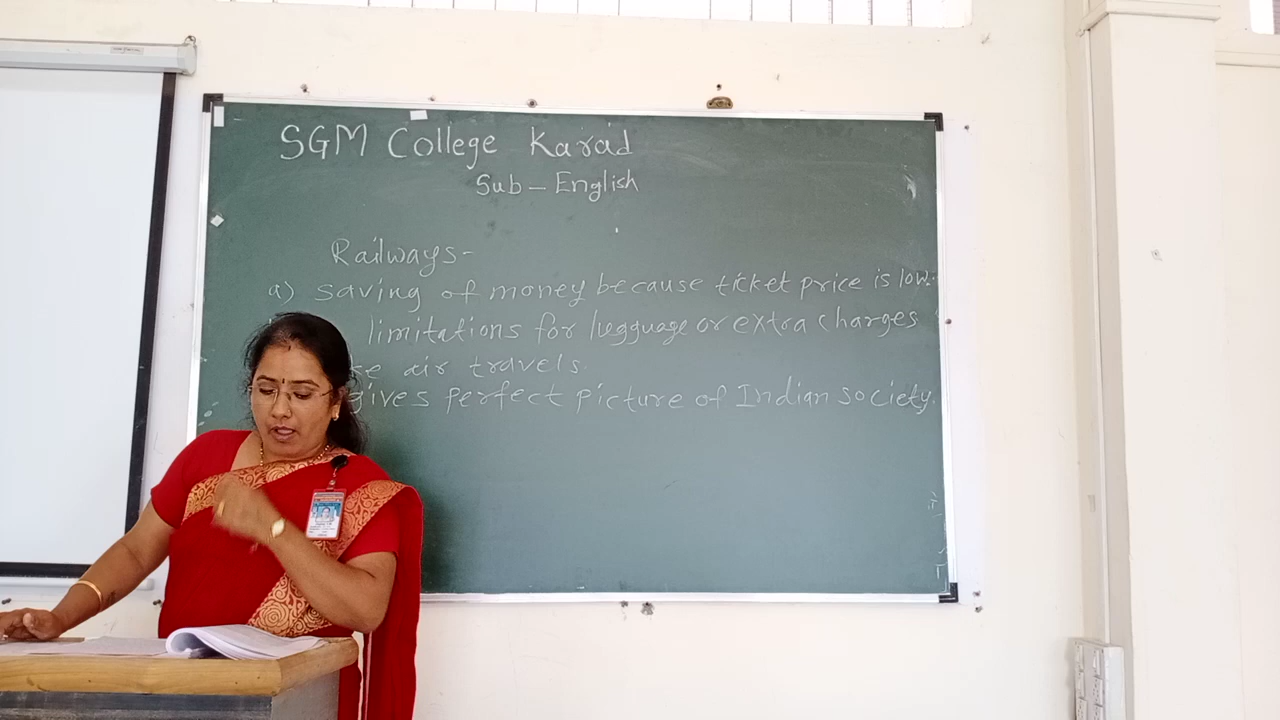 SGM College Karad
Sub - English
Railways -
a) saving of money because ticket price is low.
limitations for lugguage or extra charges
air travels.
gives perfect picture of Indian society.